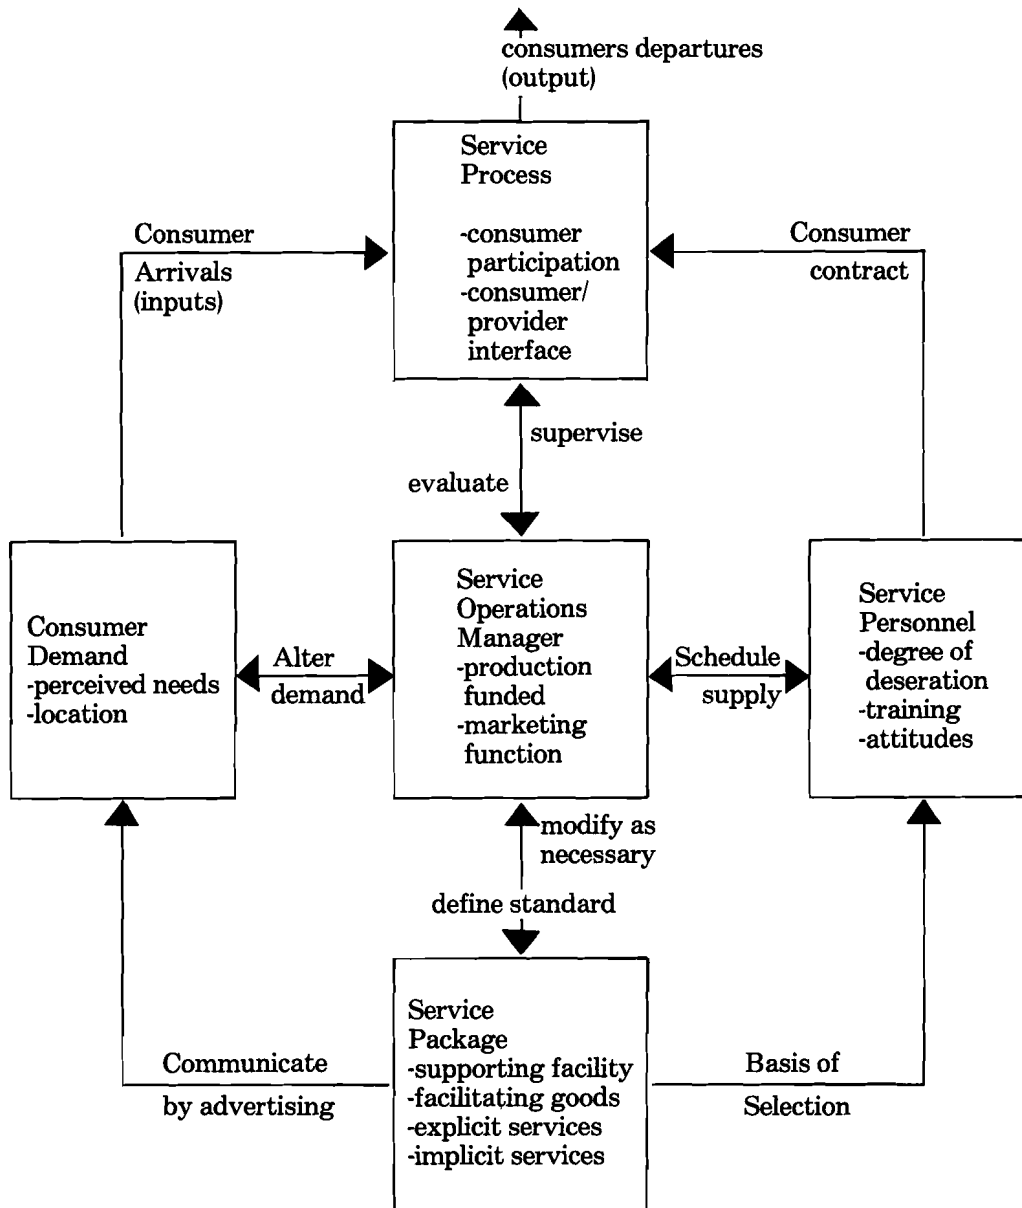 consumers departures
(output)
Service
Process
-consumer
participation
-consumer/
provider
interface
Consumer
Arrivals
(inputs)
Consumer
contract
supervise
evaluate
Consumer
Demand
-perceived needs
-location
Alter
demand
Service
Operations
Manager
-production
funded
-marketing
function
Schedule
supply
Service
Personnel
-degree of
deseration
-training
-attitudes
modify as
necessary
define standard
Service
Package
-supporting facility
-facilitating goods
-explicit services
-implicit services
Communicate
by advertising
Basis of
Selection